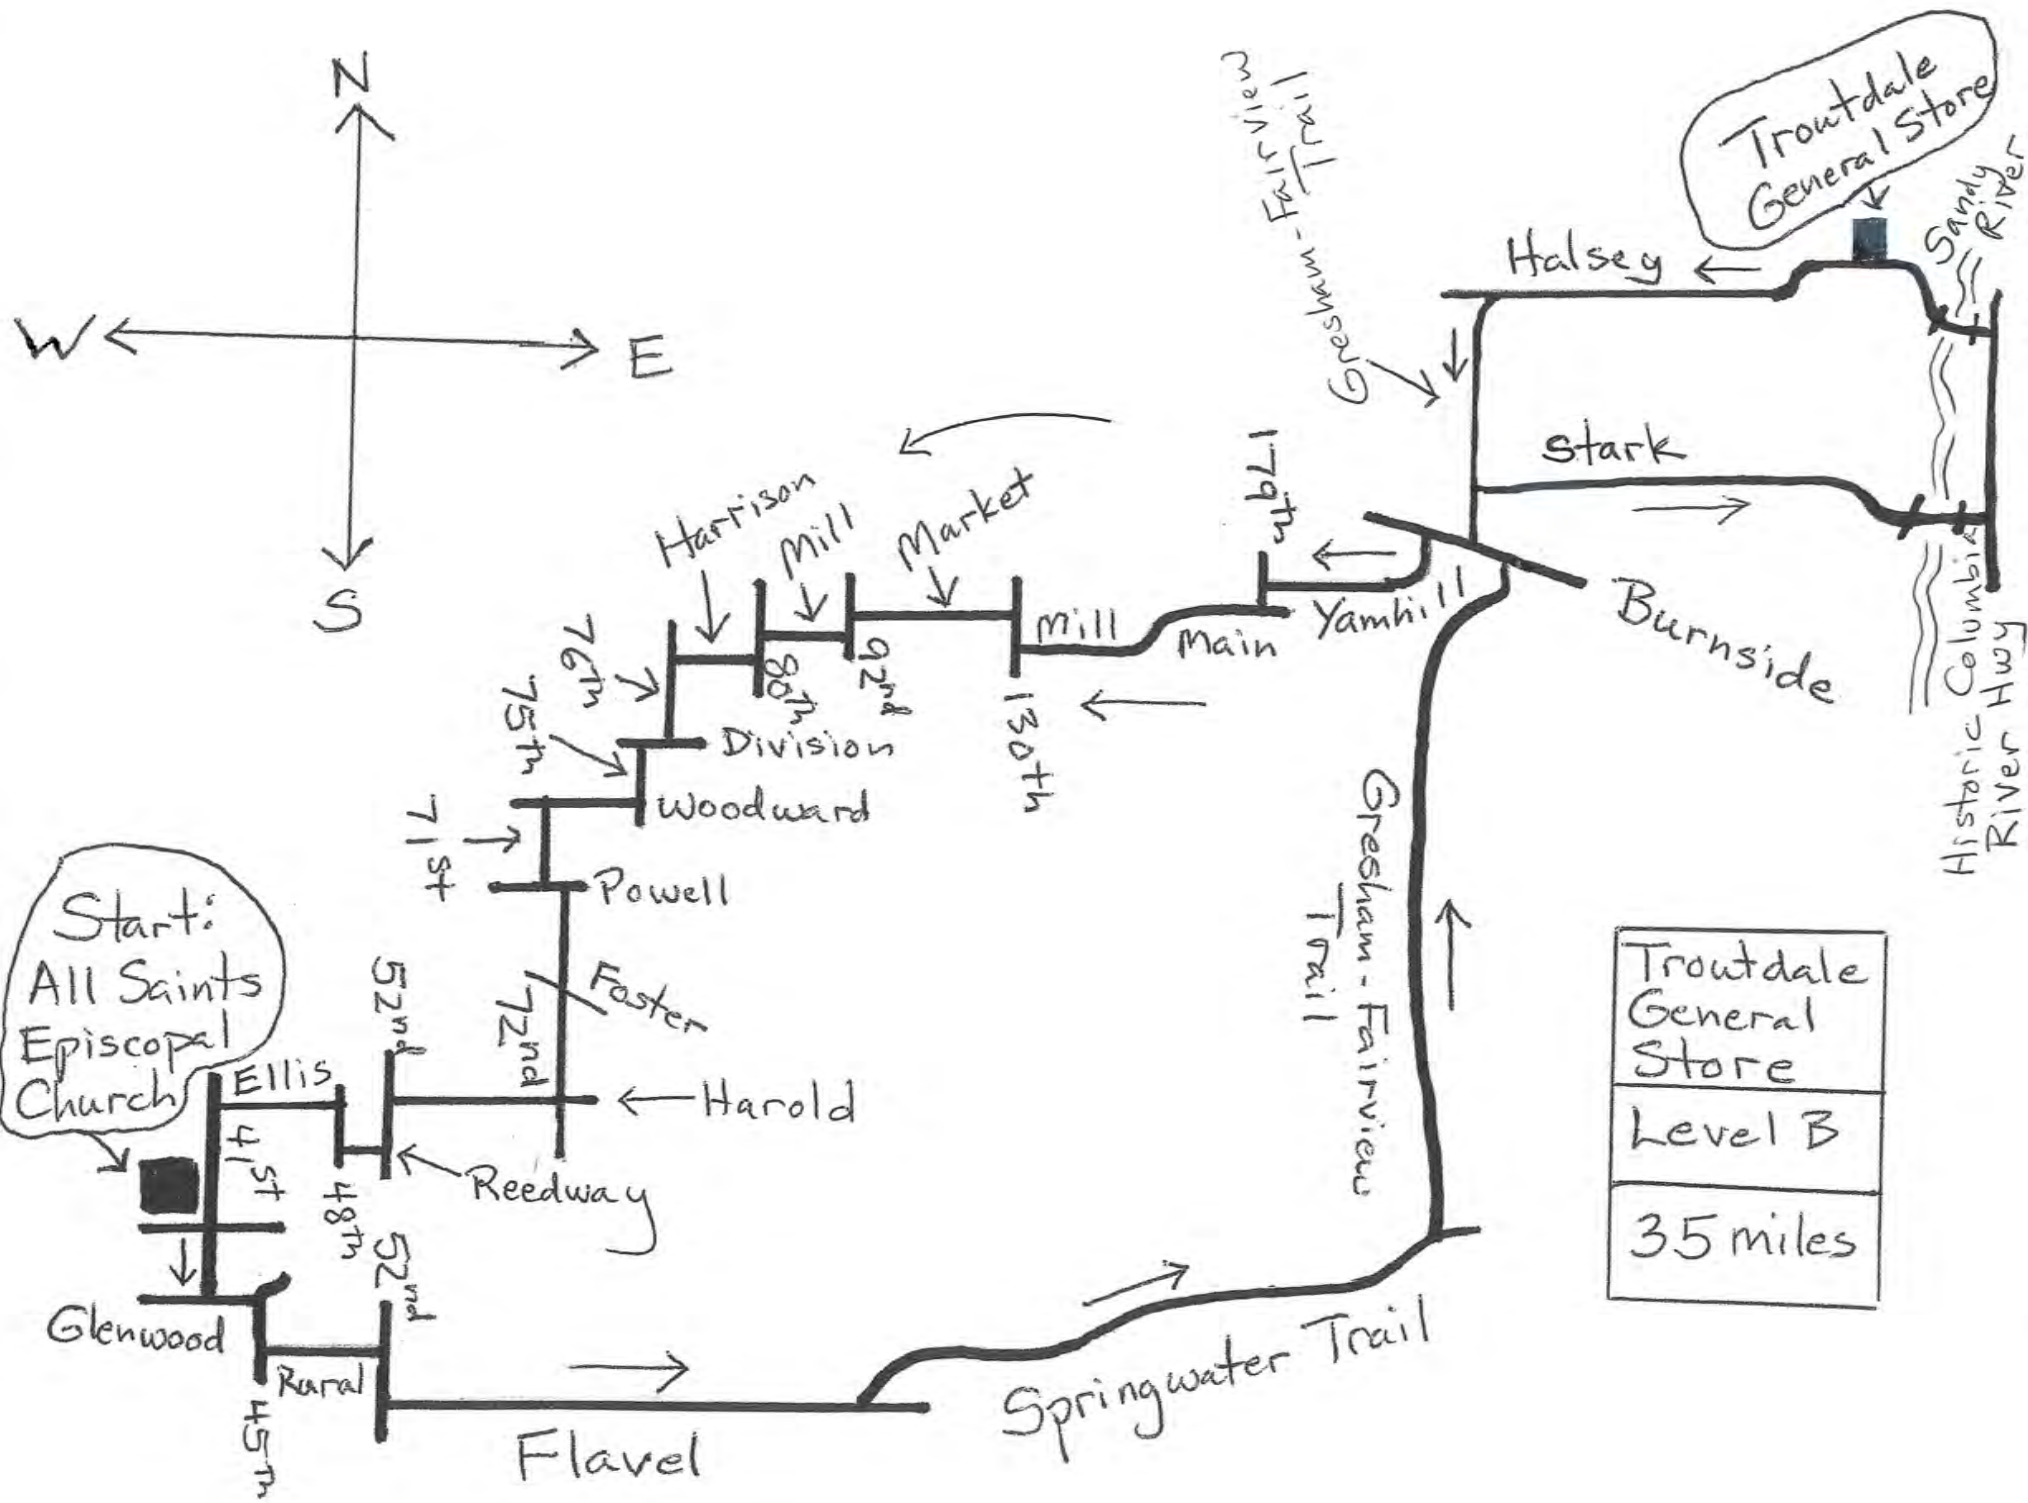 N
W
E
S
Gresham-Fairview
Trail
Troutdale
General Store
Sandy
River
Halsey
Stark
179th
Yamhill
Burnside
Historic Columbia
River Hwy
Harrison
Mill
Market
Mill
Main
76th
80th
92nd
130th
75th
Division
Woodward
71st
Powell
Foster
72nd
52nd
Harold
Reedway
Start:
All Saints
Episcopal
Church
Ellis
41st
48th
52nd
Glenwood
Rural
45th
Flavel
Springwater Trail
Gresham-Fairview
Trail
Troutdale
General
Store
Level B
35 miles